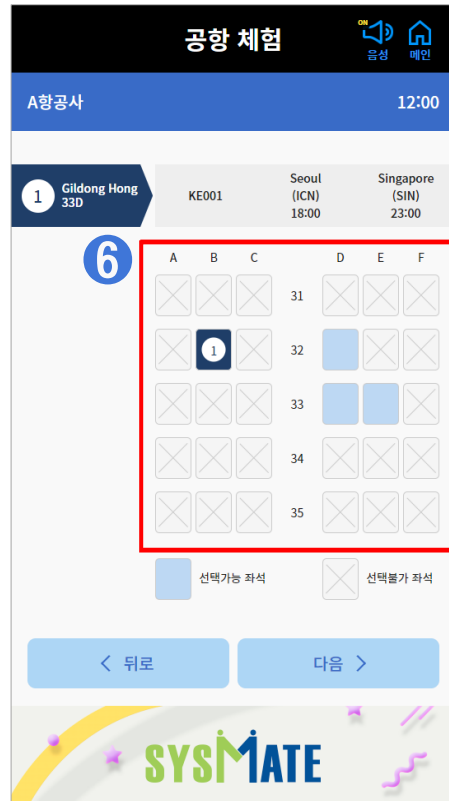 공항 체험
ON
음성
메인
A항공사
12:00
1
Gildong Hong
33D
KE001
Seoul
(ICN)
18:00
Singapore
(SIN)
23:00
6
A B C D E F
31
1
32
33
34
35
선택가능 좌석
선택불가 좌석
< 뒤로
다음 >
SYSMATE